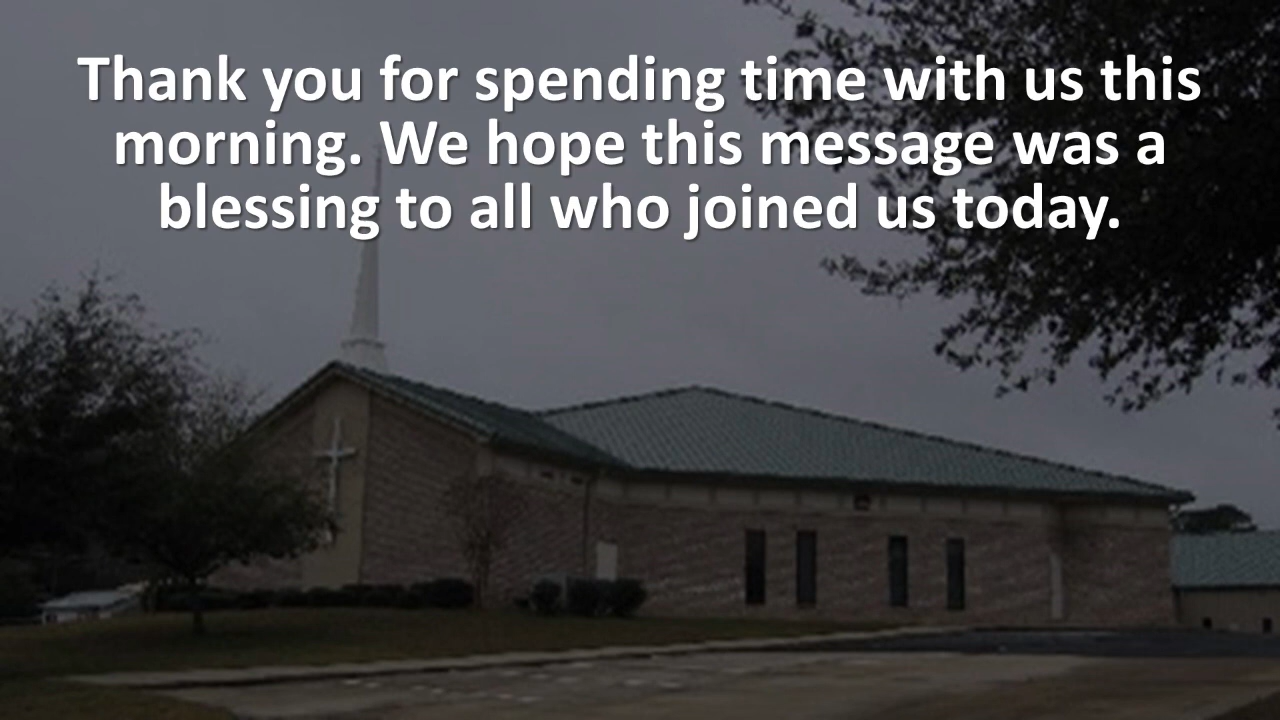 Thank you for spending time with us this
morning. We hope this message was a
blessing to all who joined us today.